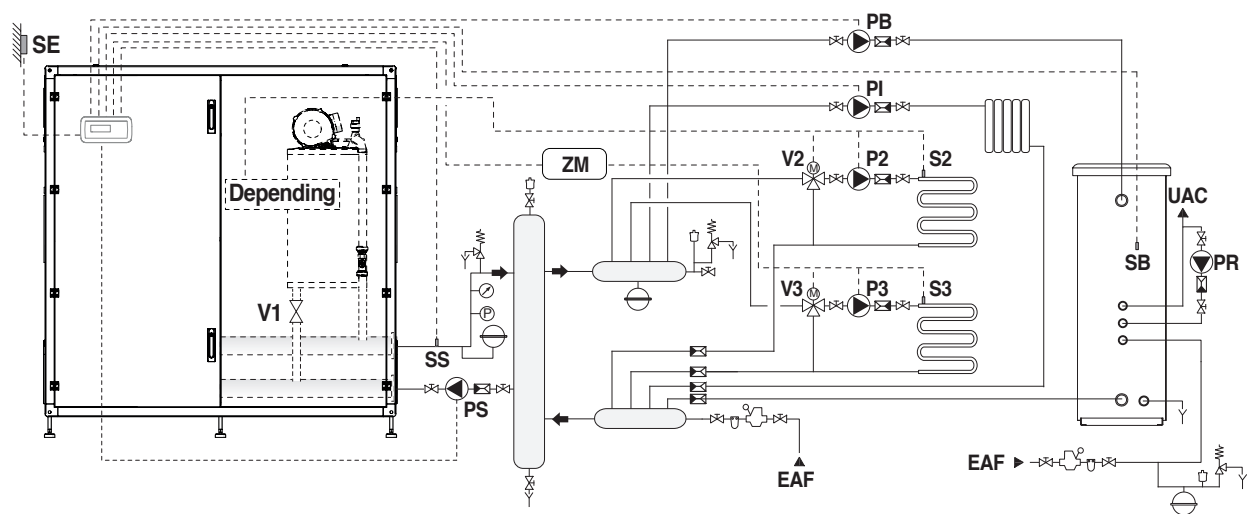 PB
SE
PI
ZM
V2
M
P2
S2
Depending
UAC
SB
PR
V1
V3
M
P3
S3
P
SS
PS
EAF
EAF